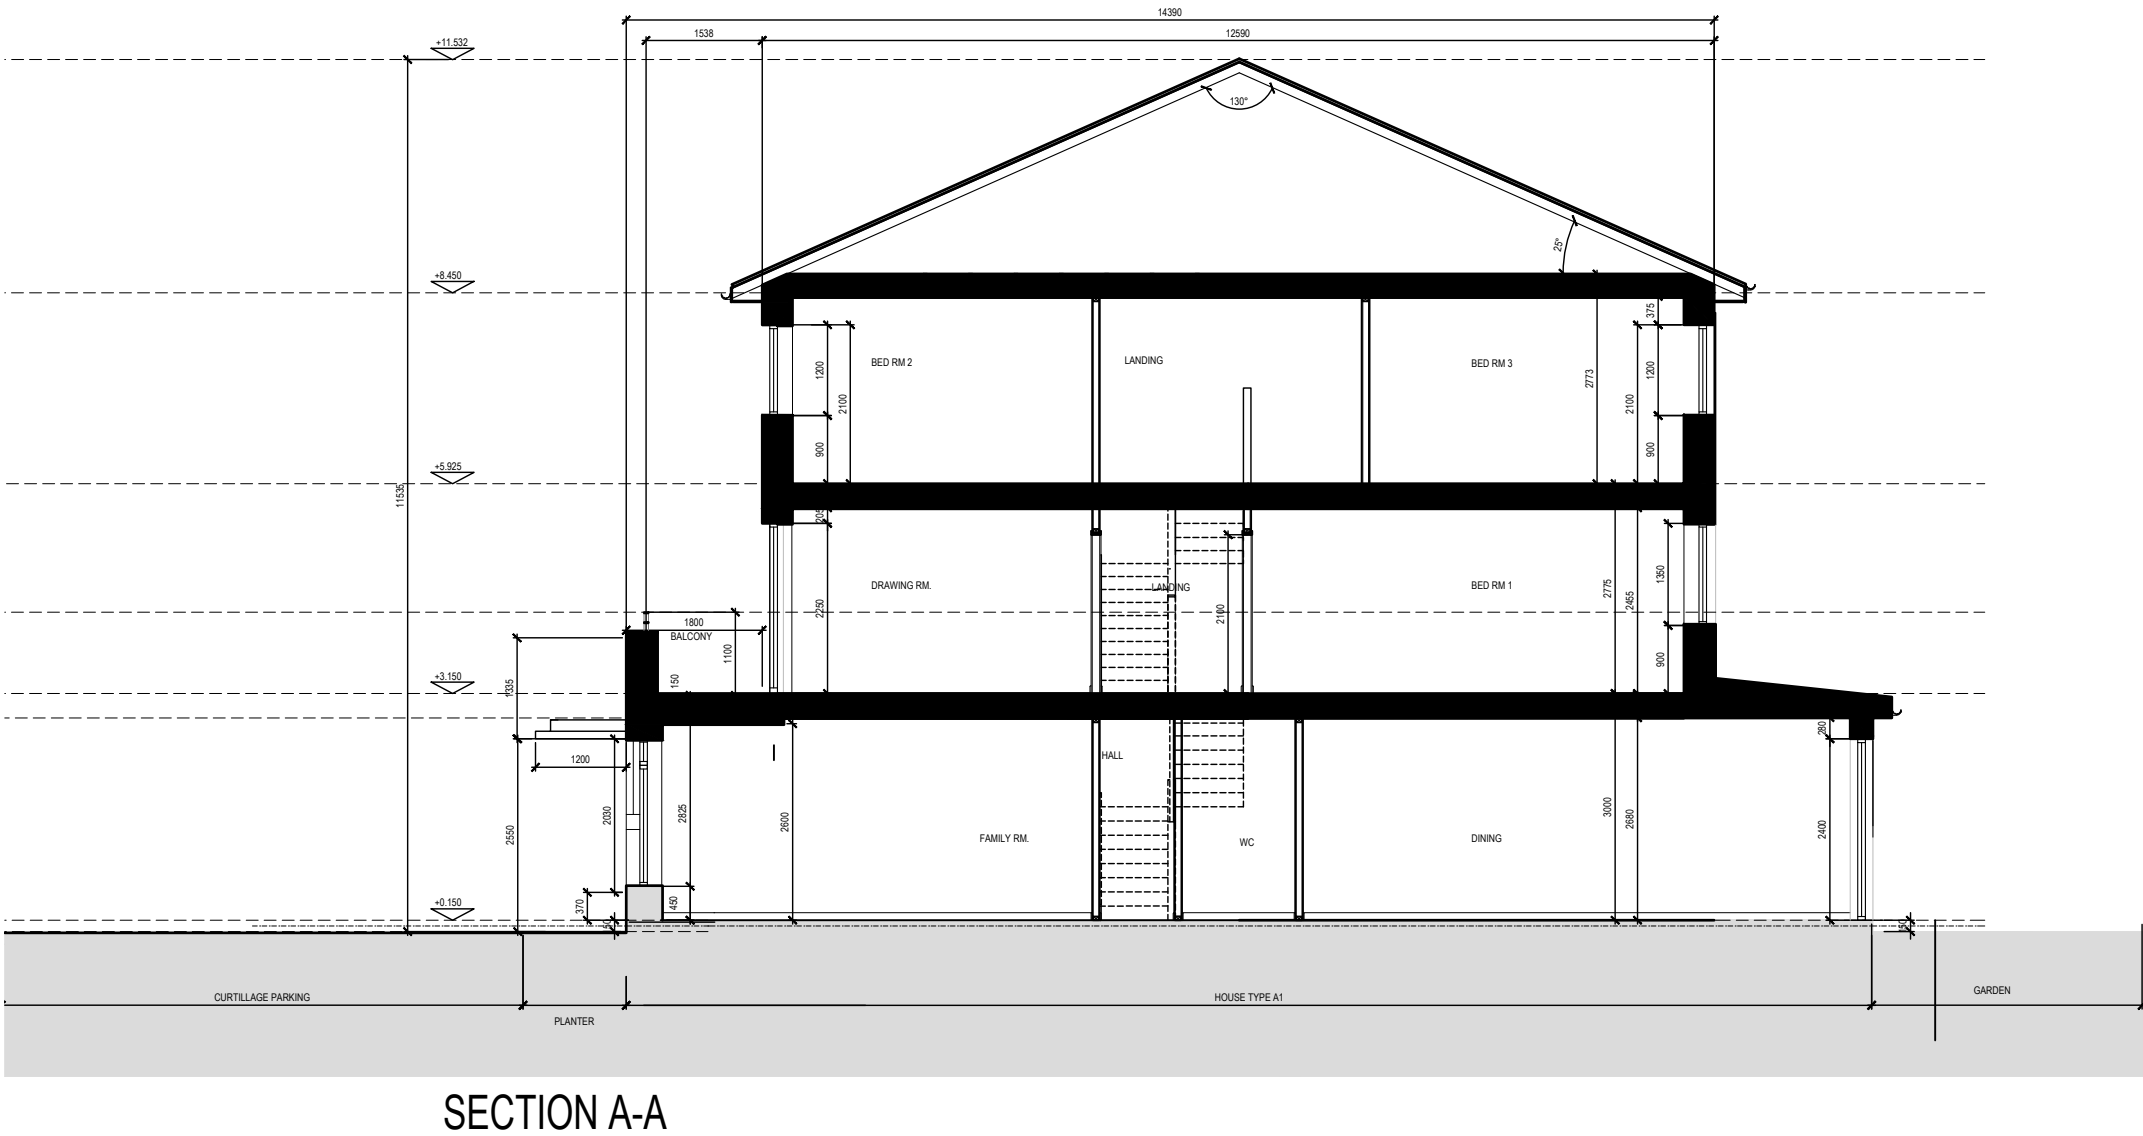 14390
1538
12590
+11.532
130°
25°
+8.450
375
BED RM 2
LANDING
BED RM 3
1200
2100
2773
2100
1200
900
900
+5.925
11535
205
DRAWING RM.
LANDING
BED RM 1
2250
2100
2775
2455
1350
900
1800
BALCONY
1100
150
1335
+3.150
1200
HALL
280
2550
2030
2825
2600
FAMILY RM.
WC
DINING
3000
2680
2400
370
450
+0.150
150
CURTILLAGE PARKING
HOUSE TYPE A1
GARDEN
PLANTER
SECTION A-A